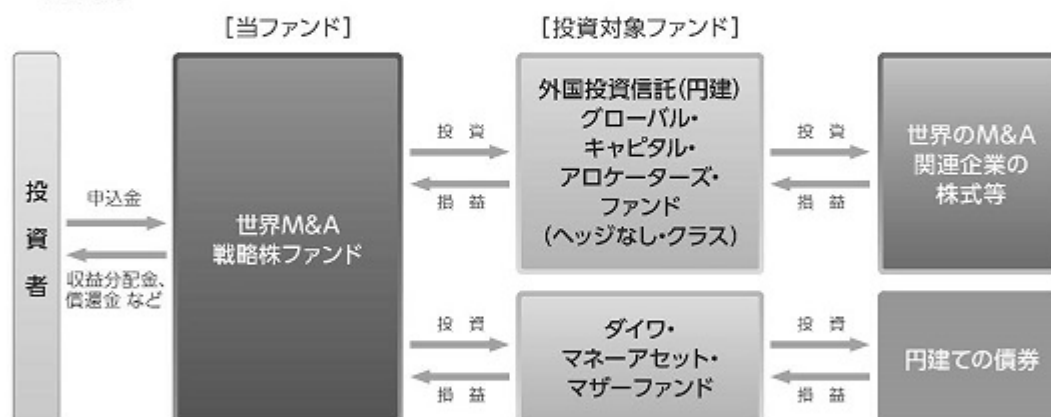 [当ファンド]
[投資対象ファンド]
投資者
申込金
収益分配金、
償還金 など
世界M&A
戦略株ファンド
投 資
損 益
外国投資信託(円建)
グローバル・
キャピタル・
アロケーターズ・
ファンド
(ヘッジなし・クラス)
投 資
損 益
世界のM&A
関連企業の
株式等
投 資
損 益
ダイワ・
マネーアセット・
マザーファンド
投 資
損 益
円建ての債券